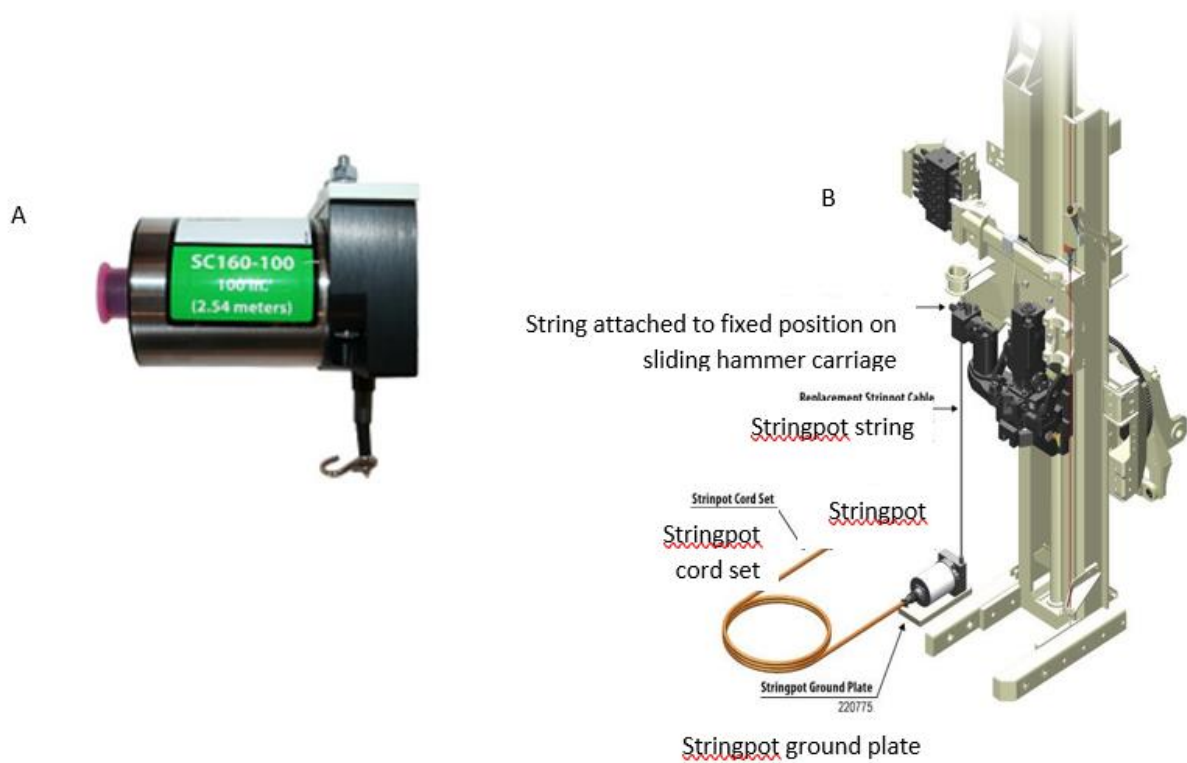 A
SC160-100
100 in.
(2.54 meters)
B
String attached to fixed position on
sliding hammer carriage
Replacement Stringpot Cable
Stringpot string
Strinpot Cord Set
Stringpot
Stringpot
cord set
Stringpot Ground Plate
220775
Stringpot ground plate